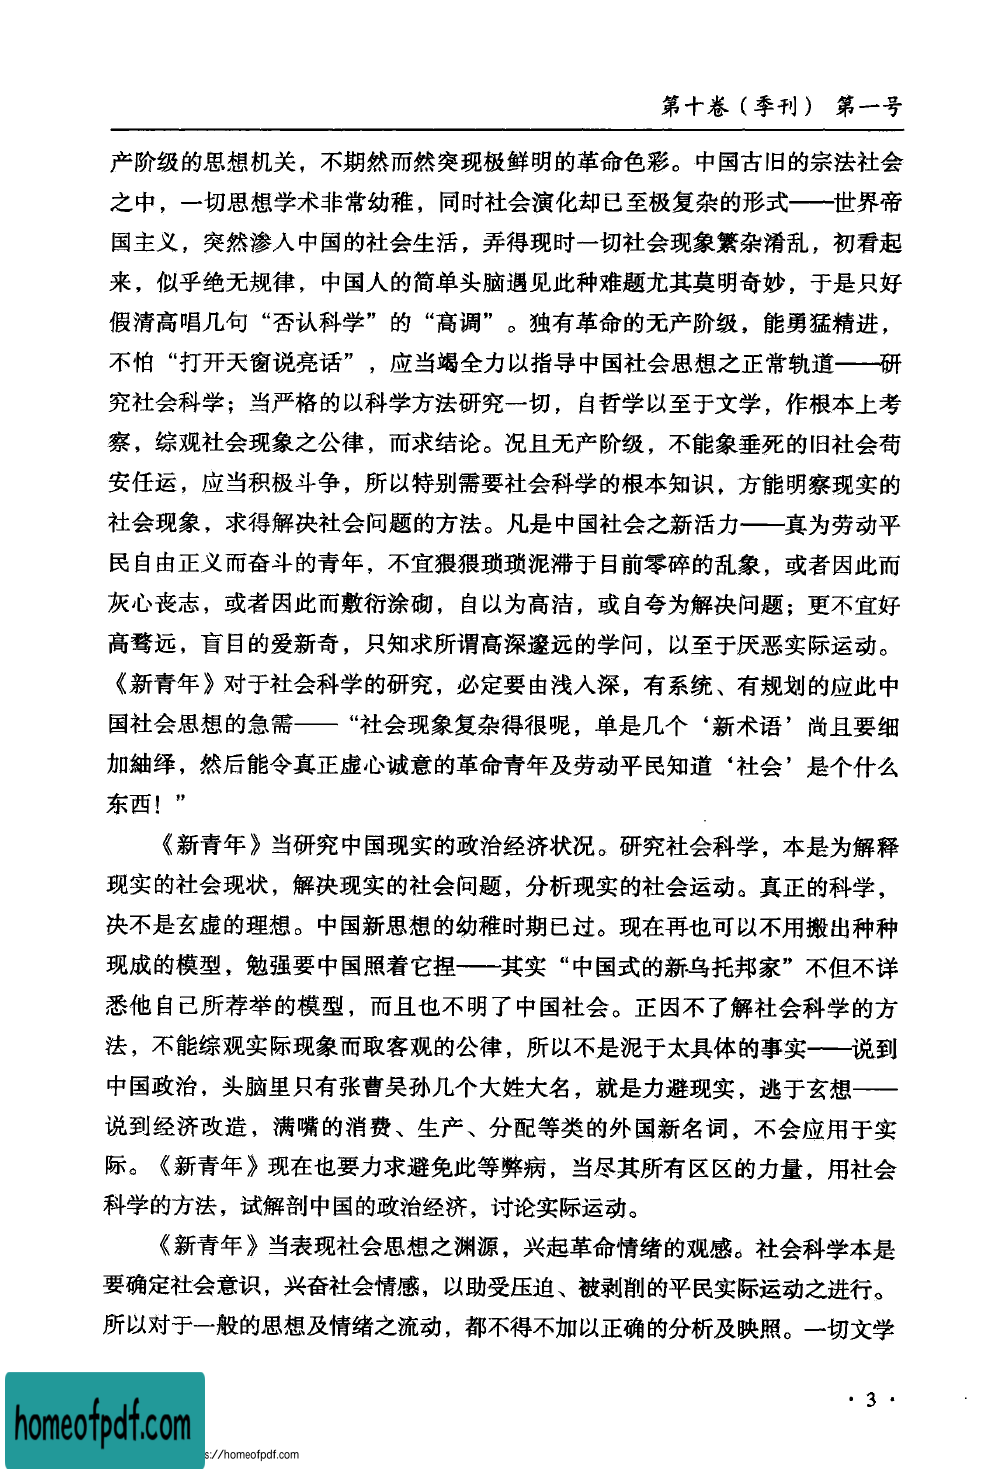 第十卷(季刊) 第一号
产阶级的思想机关，不期然而然突现极鲜明的革命色彩。中国古旧的宗法社会
之中，一切思想学术非常幼稚，同时社会演化却已至极复杂的形式——世界帝
国主义，突然渗入中国的社会生活，弄得现时一切社会现象繁杂淆乱，初看起
来，似乎绝无规律，中国人的简单头脑遇见此种难题尤其莫明奇妙，于是只好
假清高唱几句“否认科学”的“高调”。独有革命的无产阶级，能勇猛精进，
不怕“打开天窗说亮话”，应当竭全力以指导中国社会思想之正常轨道——研
究社会科学；当严格的以科学方法研究一切，自哲学以至于文学，作根本上考
察，综观社会现象之公律，而求结论。况且无产阶级，不能象垂死的旧社会苟
安任运，应当积极斗争，所以特别需要社会科学的根本知识，方能明察现实的
社会现象，求得解决社会问题的方法。凡是中国社会之新活力——真为劳动平
民自由正义而奋斗的青年，不宜猥猥琐琐泥滞于目前零碎的乱象，或者因此而
灰心丧志，或者因此而敷衍涂砌，自以为高洁，或自夸为解决问题；更不宜好
高骛远，盲目的爱新奇，只知求所谓高深邃远的学问，以至于厌恶实际运动。
《新青年》对于社会科学的研究，必定要由浅入深，有系统、有规划的应此中
国社会思想的急需——“社会现象复杂得很呢，单是几个‘新术语’尚且要细
加䌷绎，然后能令真正虚心诚意的革命青年及劳动平民知道‘社会’是个什么
东西！”
《新青年》当研究中国现实的政治经济状况。研究社会科学，本是为解释
现实的社会现状，解决现实的社会问题，分析现实的社会运动。真正的科学，
决不是玄虚的理想。中国新思想的幼稚时期已过。现在再也可以不用搬出种种
现成的模型，勉强要中国照着它捏——其实“中国式的新乌托邦家”不但不详
悉他自己所荐举的模型，而且也不明了中国社会。正因不了解社会科学的方
法，不能综观实际现象而取客观的公律，所以不是泥于太具体的事实——说到
中国政治，头脑里只有张曹吴孙几个大姓大名，就是力避现实，逃于玄想——
说到经济改造，满嘴的消费、生产、分配等类的外国新名词，不会应用于实
际。《新青年》现在也要力求避免此等弊病，当尽其所有区区的力量，用社会
科学的方法，试解剖中国的政治经济，讨论实际运动。
《新青年》当表现社会思想之渊源，兴起革命情绪的观感。社会科学本是
要确定社会意识，兴奋社会情感，以助受压迫、被剥削的平民实际运动之进行。
所以对于一般的思想及情绪之流动，都不得不加以正确的分析及映照。一切文学
· 3 ·
homeofpdf.com
s://homeofpdf.com